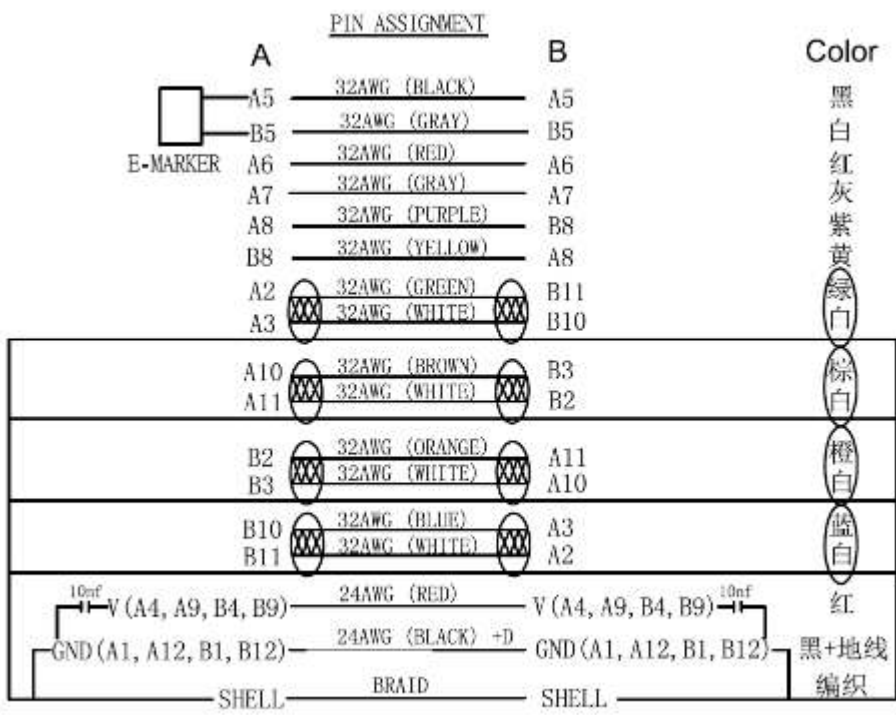 PIN ASSIGNMENT
A B Color
A5 32AWG (BLACK) A5 黑
B5 32AWG (GRAY) B5 白
E-MARKER A6 32AWG (RED) A6 红
A7 32AWG (GRAY) A7 灰
A8 32AWG (PURPLE) B8 紫
B8 32AWG (YELLOW) A8 黄
A2 32AWG (GREEN) B11 绿
A3 32AWG (WHITE) B10 白
A10 32AWG (BROWN) B3 棕
A11 32AWG (WHITE) B2 白
B2 32AWG (ORANGE) A11 橙
B3 32AWG (WHITE) A10 白
B10 32AWG (BLUE) A3 蓝
B11 32AWG (WHITE) A2 白
10nf V(A4, A9, B4, B9) 24AWG (RED) V(A4, A9, B4, B9) 10nf 红
GND(A1, A12, B1, B12) 24AWG (BLACK) +D GND(A1, A12, B1, B12) 黑+地线
SHELL BRAID SHELL 编织